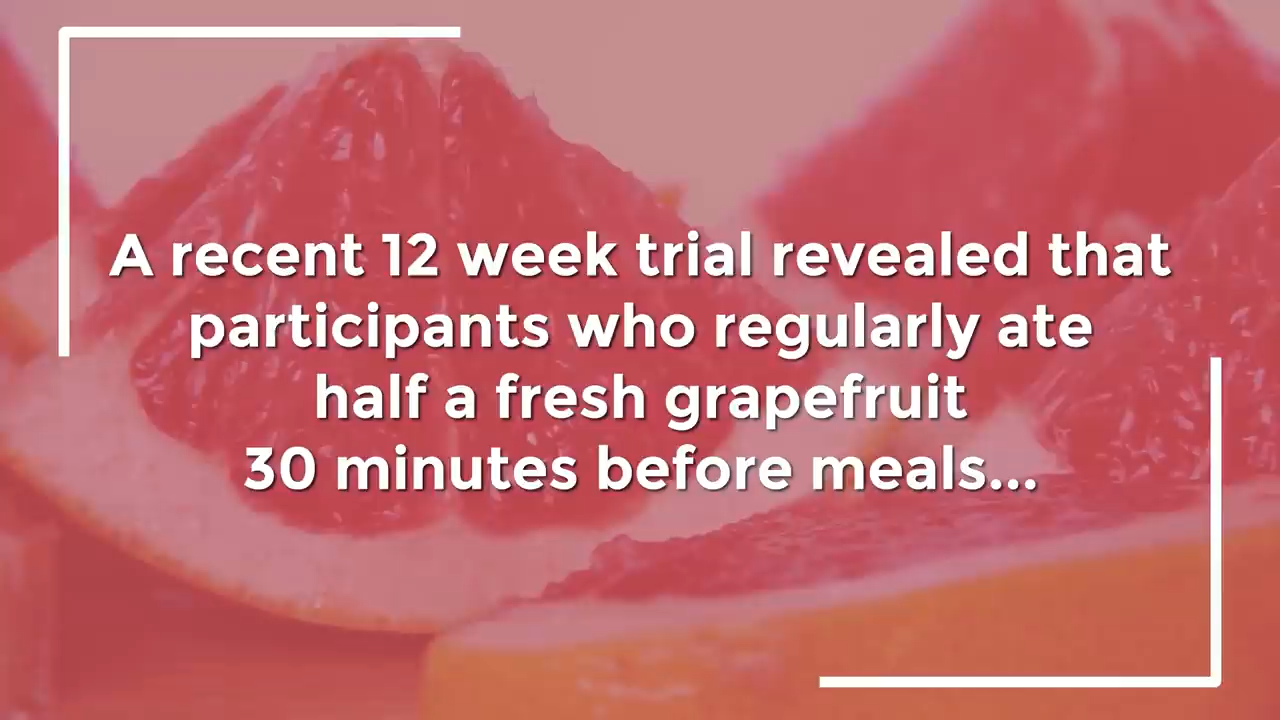 A recent 12 week trial revealed that
participants who regularly ate
half a fresh grapefruit
30 minutes before meals...